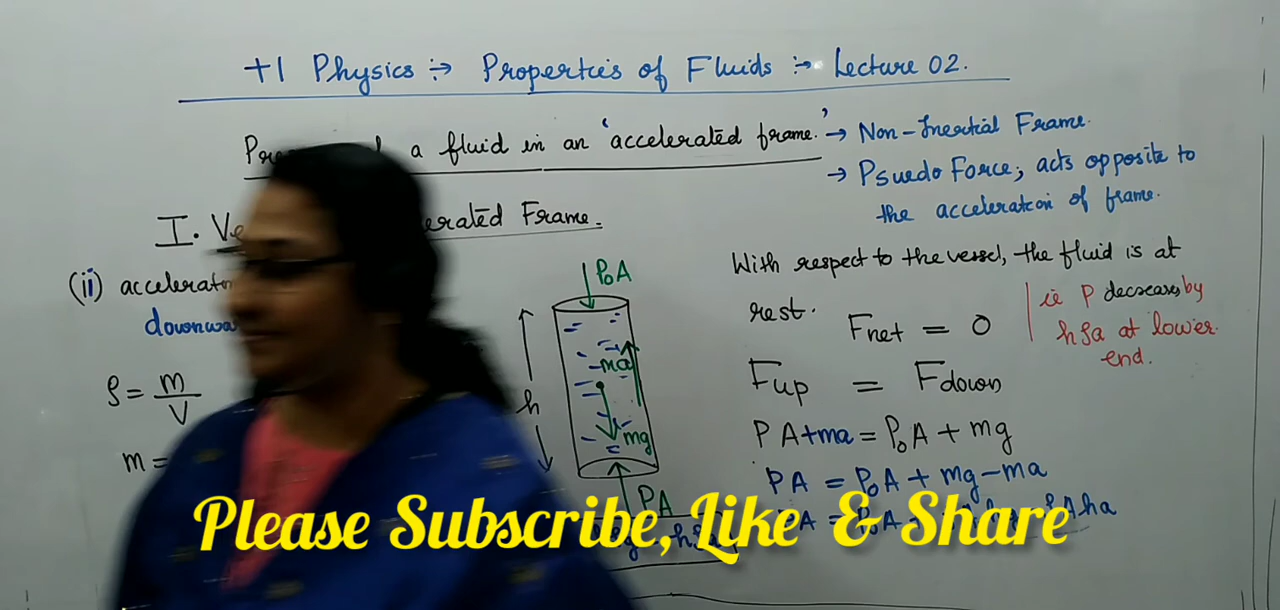 +1 Physics :- Properties of Fluids :- Lecture 02.
a fluid in an 'accelerated frame.' → Non-Inertial Frame.
→ Psuedo Force; acts opposite to
the acceleration of frame.
I. Frame.
(ii)
ρ = m/V
m =
h
P₀A
ma
mg
PA
With respect to the vessel, the fluid is at
rest.
Fnet = 0
ie P decreases by
hρa at lower
end.
Fup = Fdown
PA+ma = P₀A + mg
PA = P₀A + mg-ma
Please Subscribe, Like & Share